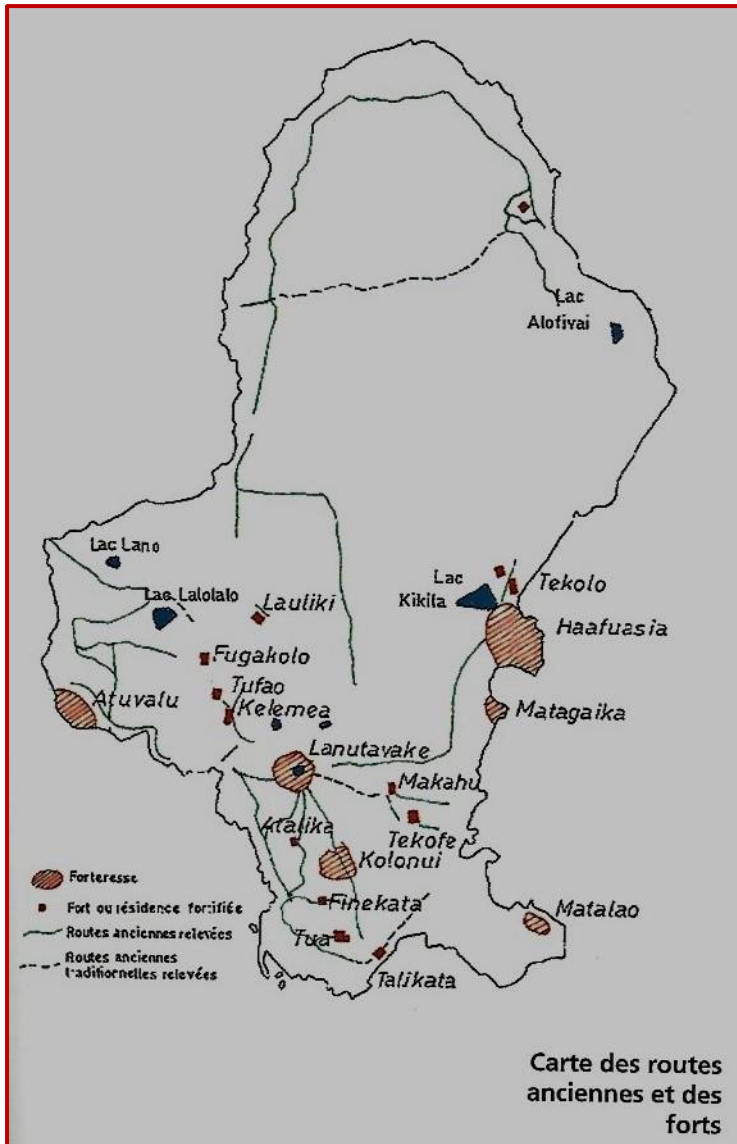 Lac
Alofivai
Lac Lano
Lac Lalolalo
Lauliki
Lac
Kikila
Tekolo
Haafuasia
Fugakolo
Tufao
Kelemea
Atuvalu
Matagaika
Lanutavake
Makahu
Atalika
Tekofe
Kolonui
Finekata
Matalao
Tua
Talikata
Forteresse
Fort ou résidence fortifiée
Routes anciennes relevées
Routes anciennes
traditionnelles relevées
Carte des routes
anciennes et des
forts